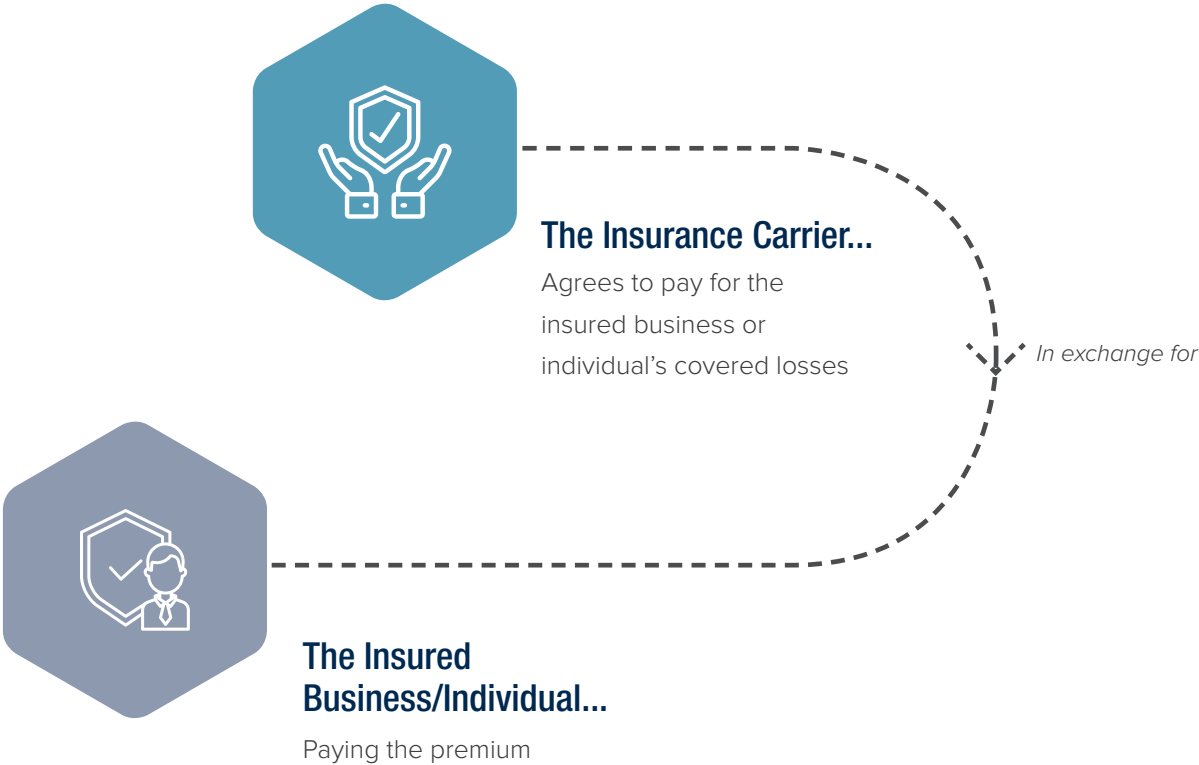 The Insurance Carrier...
Agrees to pay for the
insured business or
individual’s covered losses
In exchange for
The Insured
Business/Individual...
Paying the premium